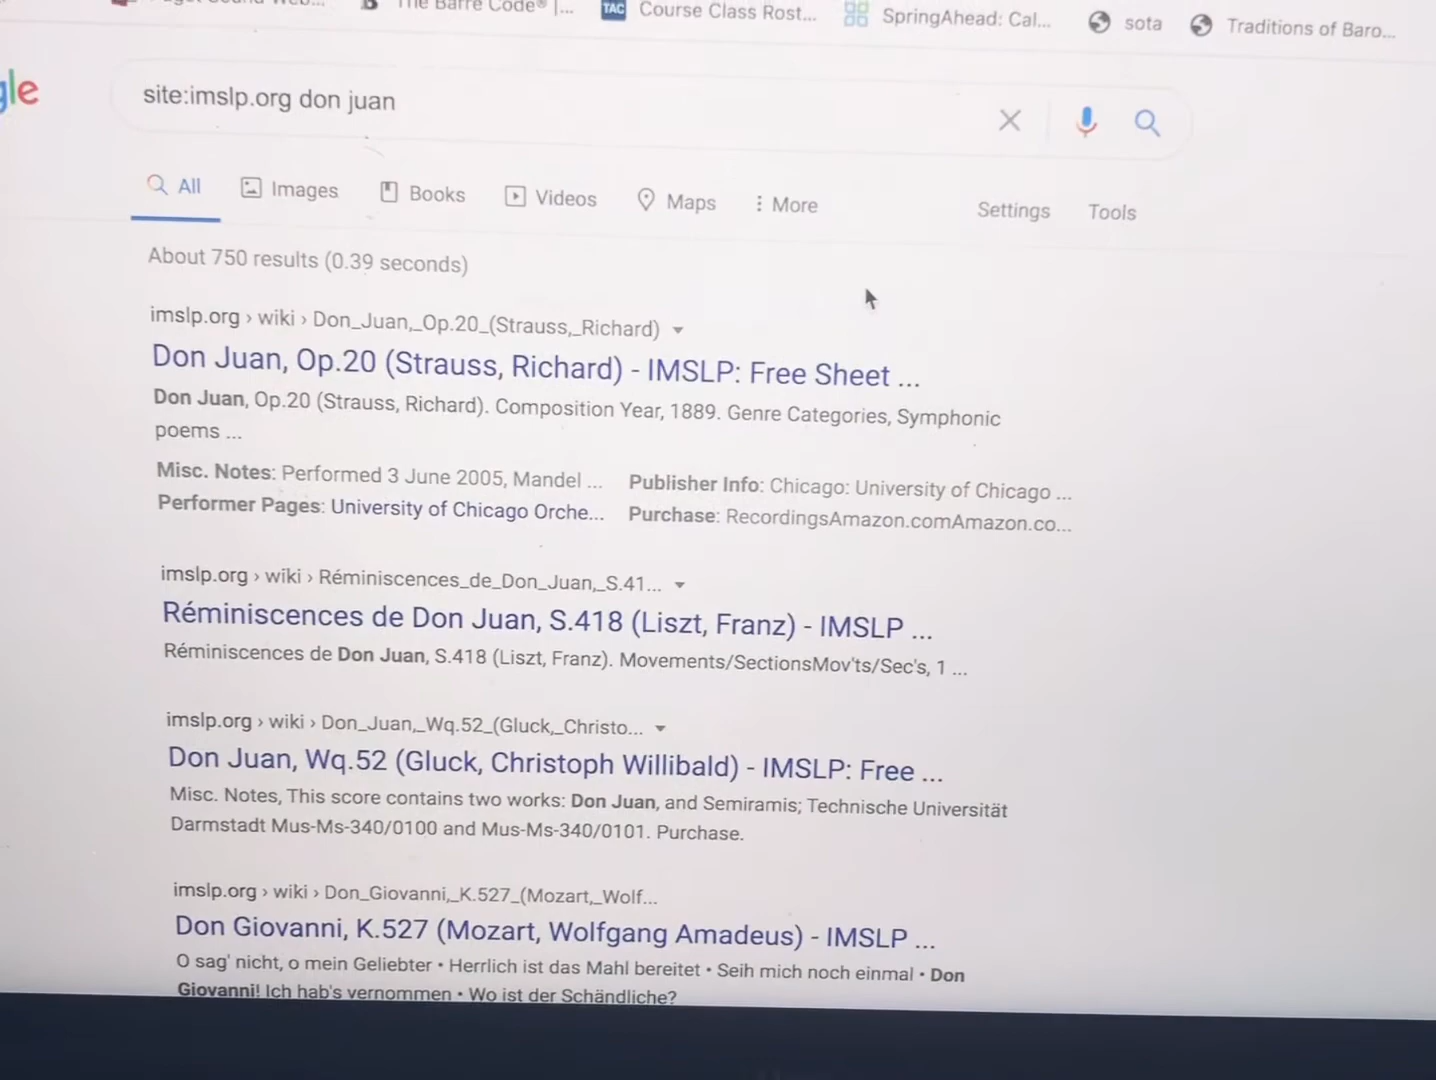 The Barre Code® |...
TAC Course Class Rost...
SpringAhead: Cal...
sota
Traditions of Baro...
gle
site:imslp.org don juan
All Images Books Videos Maps More Settings Tools
About 750 results (0.39 seconds)
imslp.org › wiki › Don_Juan,_Op.20_(Strauss,_Richard)
Don Juan, Op.20 (Strauss, Richard) - IMSLP: Free Sheet ...
Don Juan, Op.20 (Strauss, Richard). Composition Year, 1889. Genre Categories, Symphonic
poems ...
Misc. Notes: Performed 3 June 2005, Mandel ... Publisher Info: Chicago: University of Chicago ...
Performer Pages: University of Chicago Orche... Purchase: RecordingsAmazon.comAmazon.co...
imslp.org › wiki › Réminiscences_de_Don_Juan,_S.41...
Réminiscences de Don Juan, S.418 (Liszt, Franz) - IMSLP ...
Réminiscences de Don Juan, S.418 (Liszt, Franz). Movements/SectionsMov'ts/Sec's, 1 ...
imslp.org › wiki › Don_Juan,_Wq.52_(Gluck,_Christo...
Don Juan, Wq.52 (Gluck, Christoph Willibald) - IMSLP: Free ...
Misc. Notes, This score contains two works: Don Juan, and Semiramis; Technische Universität
Darmstadt Mus-Ms-340/0100 and Mus-Ms-340/0101. Purchase.
imslp.org › wiki › Don_Giovanni,_K.527_(Mozart,_Wolf...
Don Giovanni, K.527 (Mozart, Wolfgang Amadeus) - IMSLP ...
O sag' nicht, o mein Geliebter • Herrlich ist das Mahl bereitet • Seih mich noch einmal • Don
Giovanni! Ich hab's vernommen • Wo ist der Schändliche?